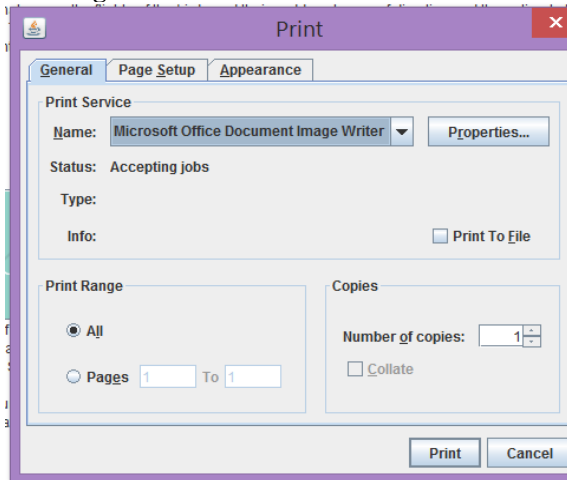 Print
General Page Setup Appearance
Print Service
Name: Microsoft Office Document Image Writer Properties...
Status: Accepting jobs
Type:
Info: Print To File
Print Range Copies
All Number of copies: 1
Pages 1 To 1 Collate
Print Cancel